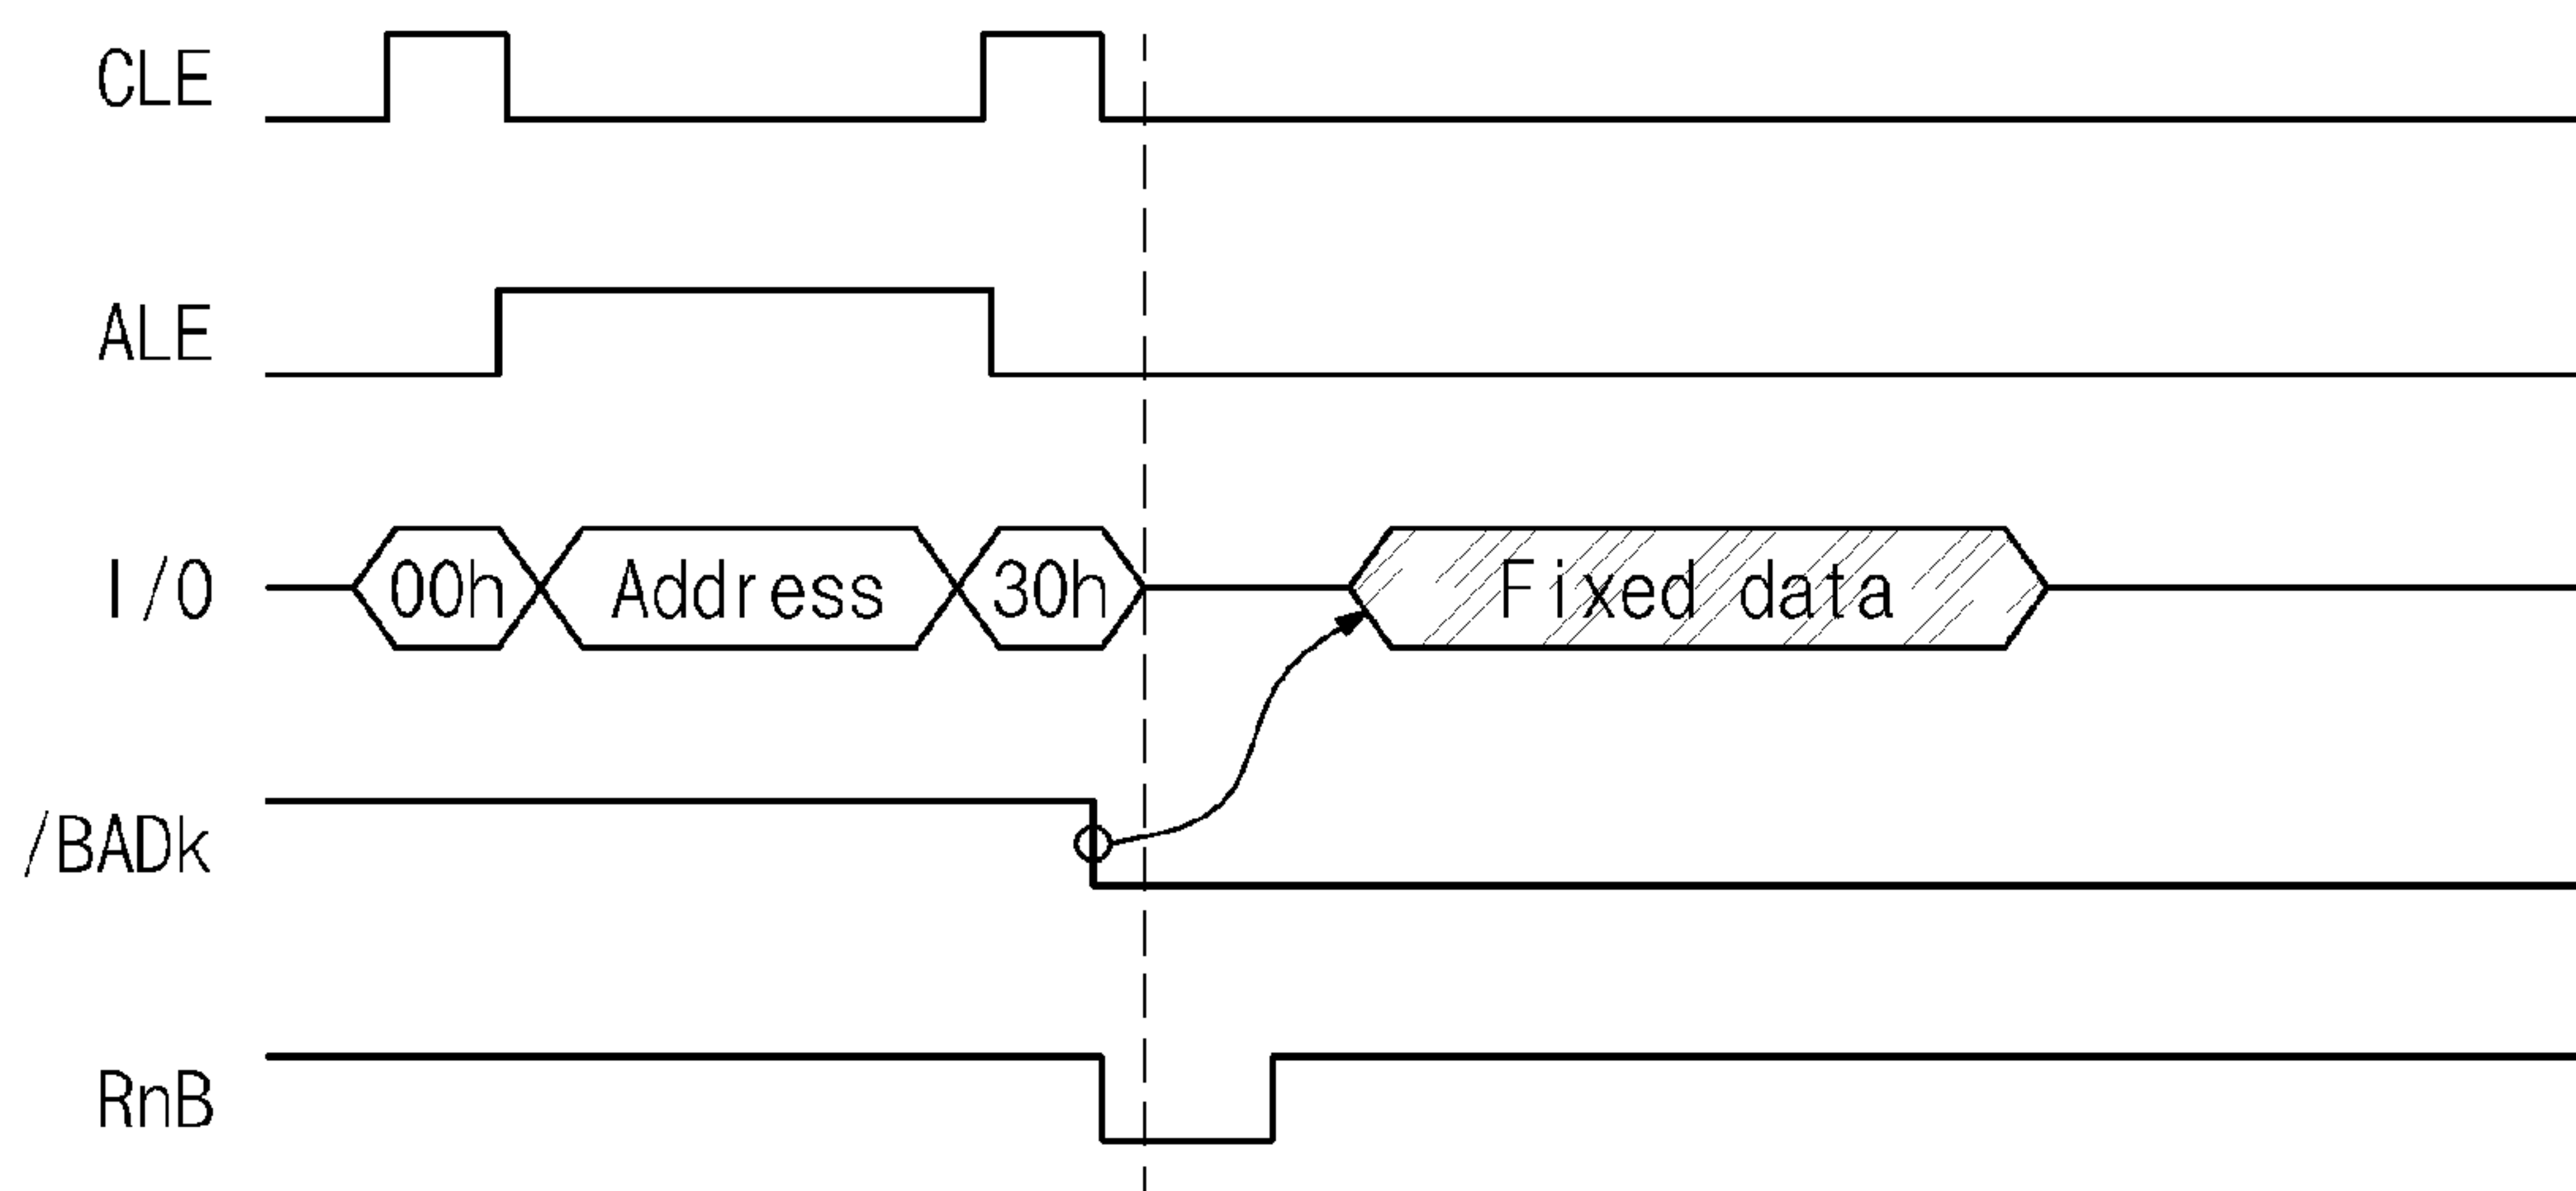 CLE
ALE
I/O 00h Address 30h Fixed data
/BADk
RnB